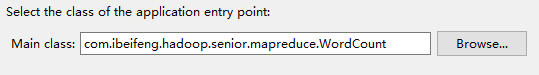 Select the class of the application entry point:
Main class: com.ibeifeng.hadoop.senior.mapreduce.WordCount Browse...